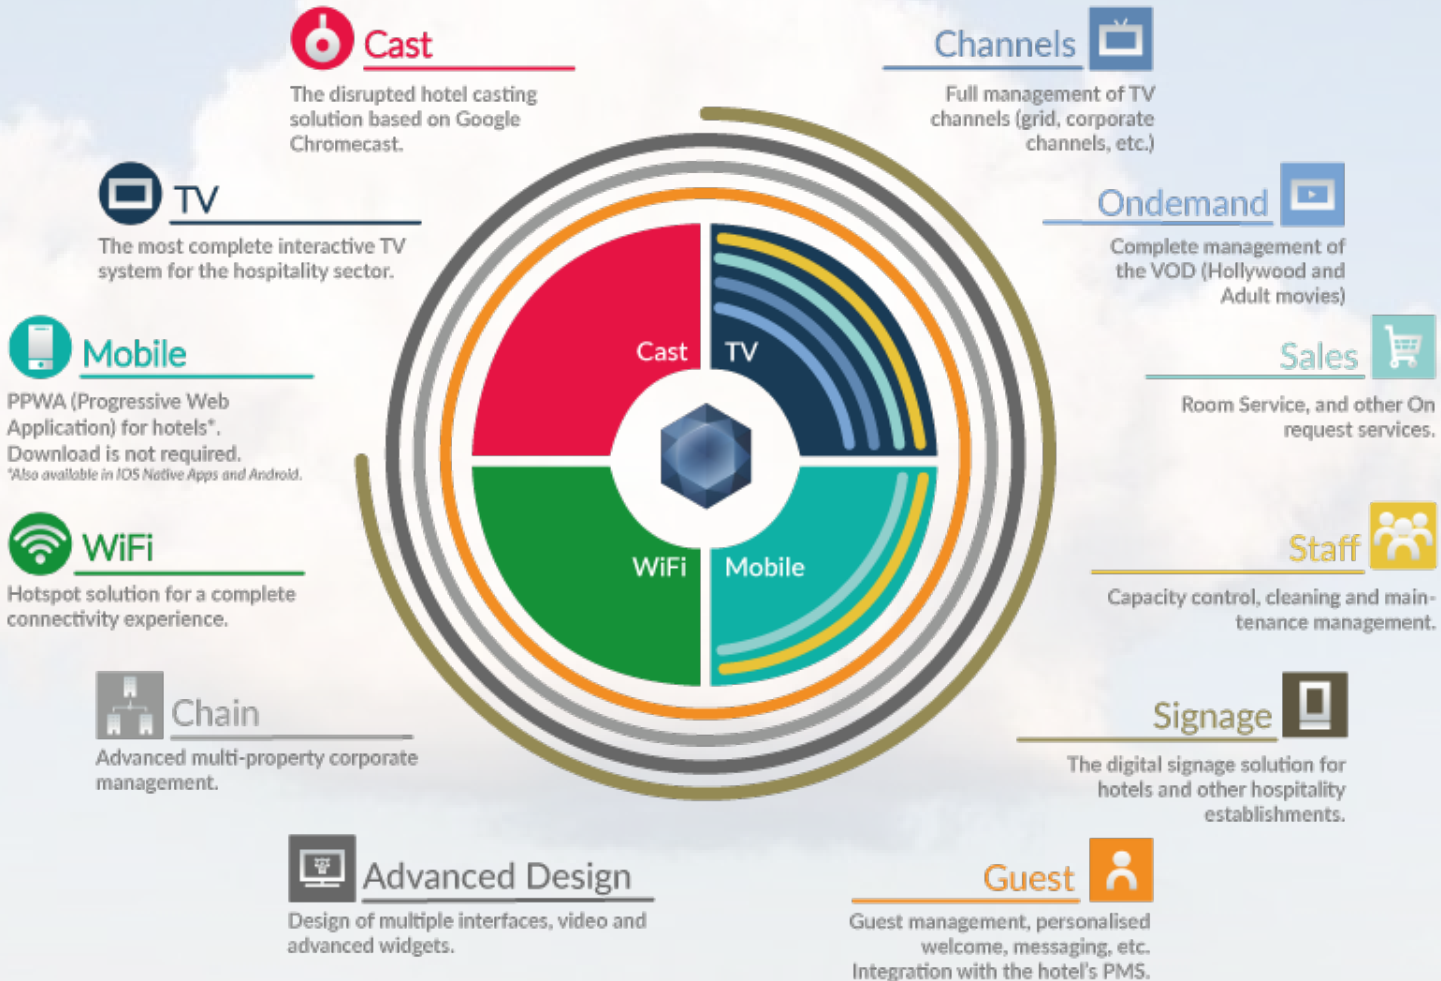 Cast
The disrupted hotel casting
solution based on Google
Chromecast.
TV
The most complete interactive TV
system for the hospitality sector.
Mobile
PPWA (Progressive Web
Application) for hotels*.
Download is not required.
*Also available in IOS Native Apps and Android.
WiFi
Hotspot solution for a complete
connectivity experience.
Chain
Advanced multi-property corporate
management.
Advanced Design
Design of multiple interfaces, video and
advanced widgets.
Cast
TV
WiFi
Mobile
Channels
Full management of TV
channels (grid, corporate
channels, etc.)
Ondemand
Complete management of
the VOD (Hollywood and
Adult movies)
Sales
Room Service, and other On
request services.
Staff
Capacity control, cleaning and main-
tenance management.
Signage
The digital signage solution for
hotels and other hospitality
establishments.
Guest
Guest management, personalised
welcome, messaging, etc.
Integration with the hotel's PMS.